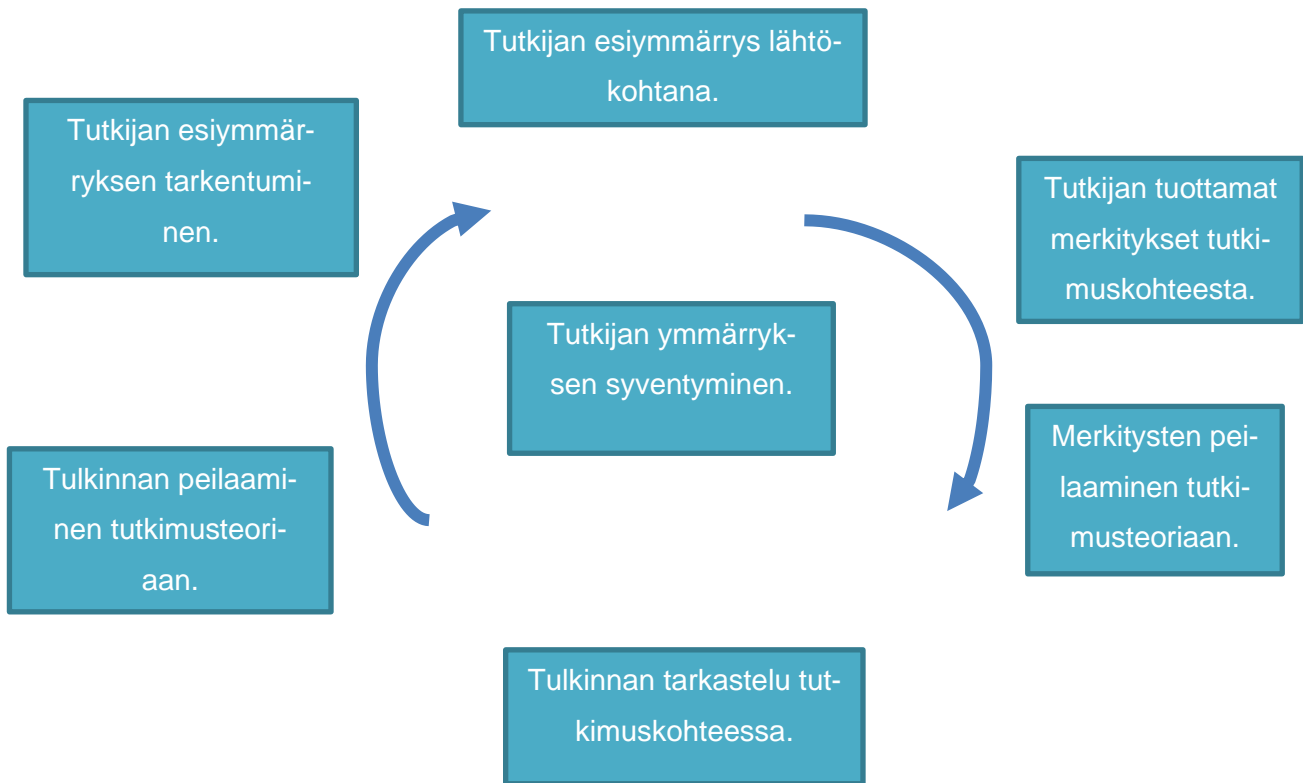 Tutkijan esiymmärrys lähtö-
kohtana.
Tutkijan esiymmär-
ryksen tarkentumi-
nen.
Tutkijan tuottamat
merkitykset tutki-
muskohteesta.
Tutkijan ymmärryk-
sen syventyminen.
Merkitysten pei-
laaminen tutki-
musteoriaan.
Tulkinnan peilaami-
nen tutkimusteori-
aan.
Tulkinnan tarkastelu tut-
kimuskohteessa.